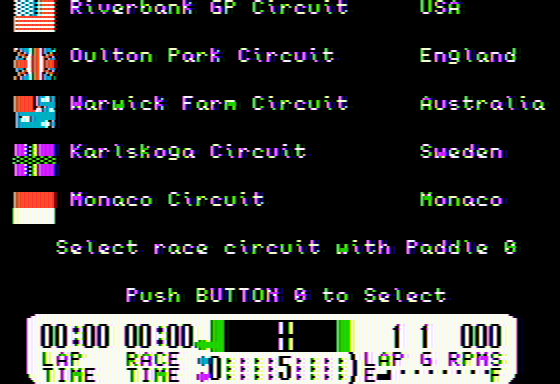 Riverbank GP Circuit USA
Oulton Park Circuit England
Warwick Farm Circuit Australia
Karlskoga Circuit Sweden
Monaco Circuit Monaco
Select race circuit with Paddle 0
Push BUTTON 0 to Select
00:00 00:00 1 1 000
LAP TIME RACE TIME 0 5 LAP G RPMS
E F